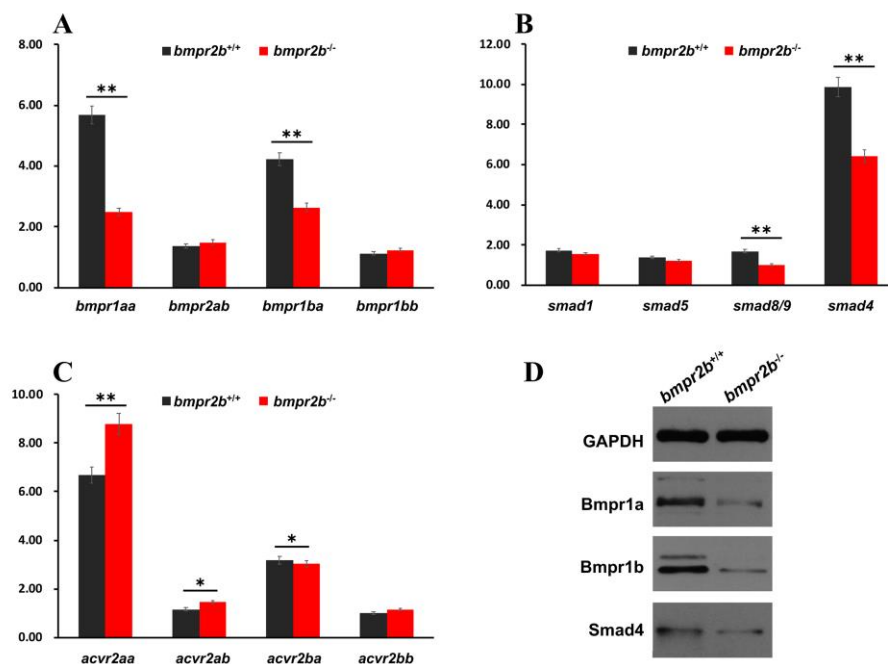 A
8.00
bmpr2b+/+ bmpr2b-/-
**
6.00
**
4.00
2.00
0.00
bmpr1aa bmpr2ab bmpr1ba bmpr1bb
B
12.00
bmpr2b+/+ bmpr2b-/-
**
10.00
8.00
6.00
4.00
**
2.00
0.00
smad1 smad5 smad8/9 smad4
C
10.00
bmpr2b+/+ bmpr2b-/-
**
8.00
6.00
4.00
*
*
2.00
0.00
acvr2aa acvr2ab acvr2ba acvr2bb
D
bmpr2b+/+ bmpr2b-/-
GAPDH
Bmpr1a
Bmpr1b
Smad4